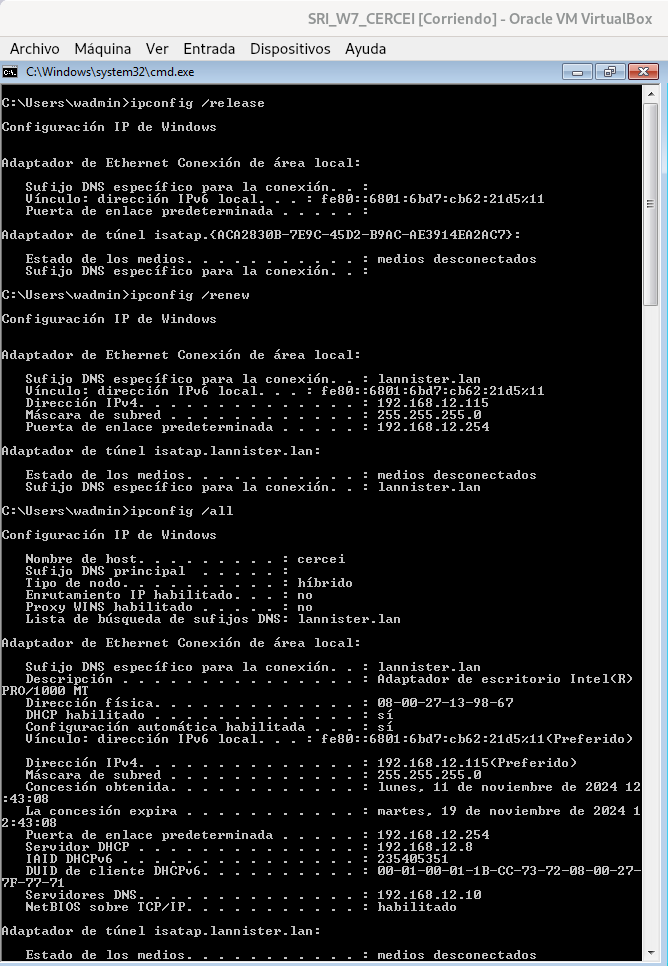 SRI_W7_CERCEI [Corriendo] - Oracle VM VirtualBox
Archivo Máquina Ver Entrada Dispositivos Ayuda
C:\Windows\system32\cmd.exe
C:\Users\wadmin>ipconfig /release
Configuración IP de Windows
Adaptador de Ethernet Conexión de área local:
Sufijo DNS específico para la conexión. . :
Vínculo: dirección IPv6 local. . . : fe80::6801:6bd7:cb62:21d5%11
Puerta de enlace predeterminada . . . . . :
Adaptador de túnel isatap.{ACA2830B-7E9C-45D2-B9AC-AE3914EA2AC7}:
Estado de los medios. . . . . . . . . . . : medios desconectados
Sufijo DNS específico para la conexión. . :
C:\Users\wadmin>ipconfig /renew
Configuración IP de Windows
Adaptador de Ethernet Conexión de área local:
Sufijo DNS específico para la conexión. . : lannister.lan
Vínculo: dirección IPv6 local. . . : fe80::6801:6bd7:cb62:21d5%11
Dirección IPv4. . . . . . . . . . . . . . : 192.168.12.115
Máscara de subred . . . . . . . . . . . . : 255.255.255.0
Puerta de enlace predeterminada . . . . . : 192.168.12.254
Adaptador de túnel isatap.lannister.lan:
Estado de los medios. . . . . . . . . . . : medios desconectados
Sufijo DNS específico para la conexión. . : lannister.lan
C:\Users\wadmin>ipconfig /all
Configuración IP de Windows
Nombre de host. . . . . . . . . : cercei
Sufijo DNS principal  . . . . . :
Tipo de nodo. . . . . . . . . . : híbrido
Enrutamiento IP habilitado. . . : no
Proxy WINS habilitado . . . . . : no
Lista de búsqueda de sufijos DNS: lannister.lan
Adaptador de Ethernet Conexión de área local:
Sufijo DNS específico para la conexión. . : lannister.lan
Descripción . . . . . . . . . . . . . . . : Adaptador de escritorio Intel(R)
PRO/1000 MT
Dirección física. . . . . . . . . . . . . : 08-00-27-13-98-67
DHCP habilitado . . . . . . . . . . . . . : sí
Configuración automática habilitada . . . : sí
Vínculo: dirección IPv6 local. . . : fe80::6801:6bd7:cb62:21d5%11(Preferido)
Dirección IPv4. . . . . . . . . . . . . . : 192.168.12.115(Preferido)
Máscara de subred . . . . . . . . . . . . : 255.255.255.0
Concesión obtenida. . . . . . . . . . . . : lunes, 11 de noviembre de 2024 12
:43:08
La concesión expira . . . . . . . . . . . : martes, 19 de noviembre de 2024 1
2:43:08
Puerta de enlace predeterminada . . . . . : 192.168.12.254
Servidor DHCP . . . . . . . . . . . . . . : 192.168.12.8
IAID DHCPv6 . . . . . . . . . . . . . . . : 235405351
DUID de cliente DHCPv6. . . . . . . . . . : 00-01-00-01-1B-CC-73-72-08-00-27-
7F-77-71
Servidores DNS. . . . . . . . . . . . . . : 192.168.12.10
NetBIOS sobre TCP/IP. . . . . . . . . . . : habilitado
Adaptador de túnel isatap.lannister.lan:
Estado de los medios. . . . . . . . . . . : medios desconectados